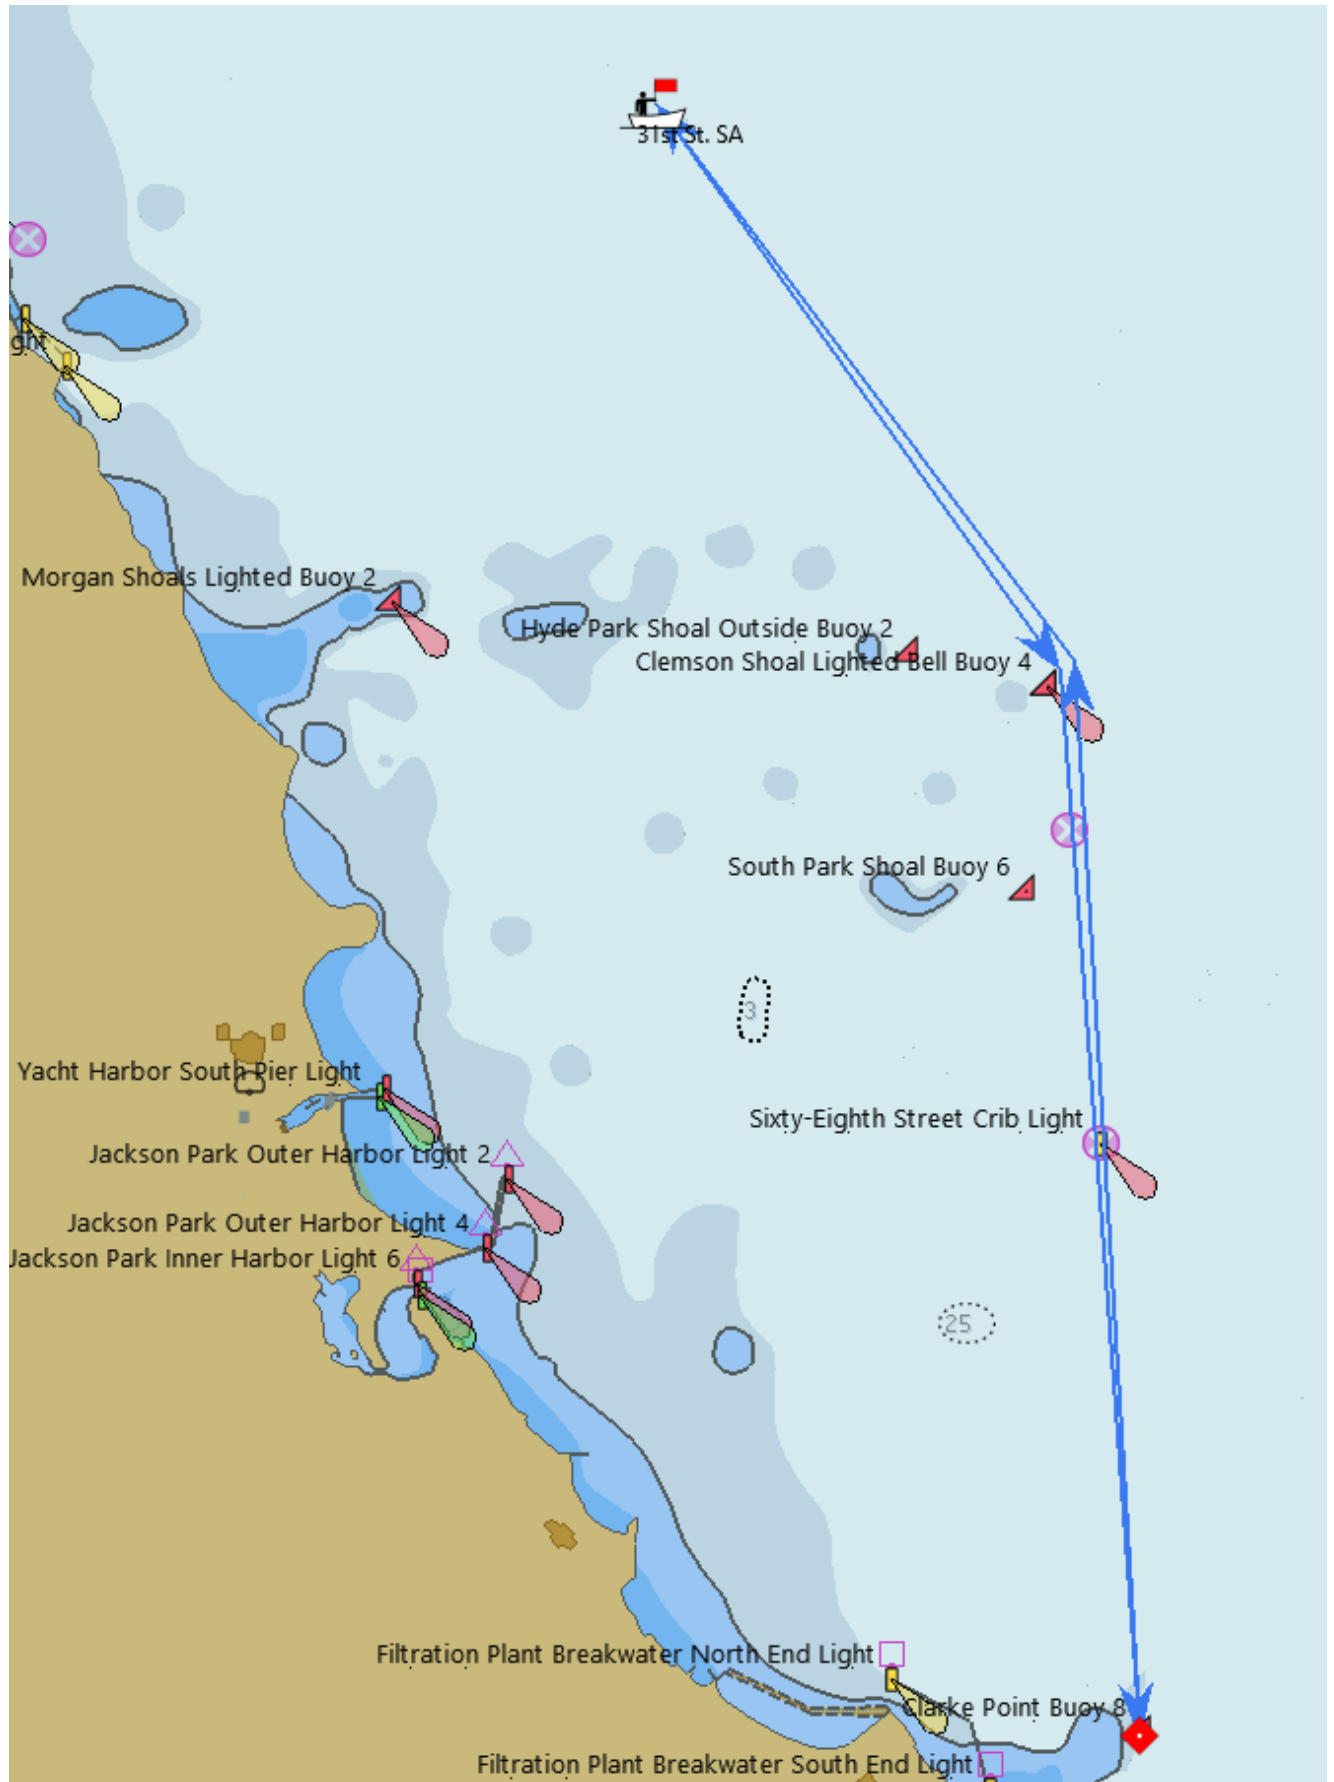 31st St. SA
ght
Morgan Shoals Lighted Buoy 2
Hyde Park Shoal Outside Buoy 2
Clemson Shoal Lighted Bell Buoy 4
South Park Shoal Buoy 6
3
Yacht Harbor South Pier Light
Sixty-Eighth Street Crib Light
Jackson Park Outer Harbor Light 2
Jackson Park Outer Harbor Light 4
Jackson Park Inner Harbor Light 6
25
Filtration Plant Breakwater North End Light
Clarke Point Buoy 8
Filtration Plant Breakwater South End Light